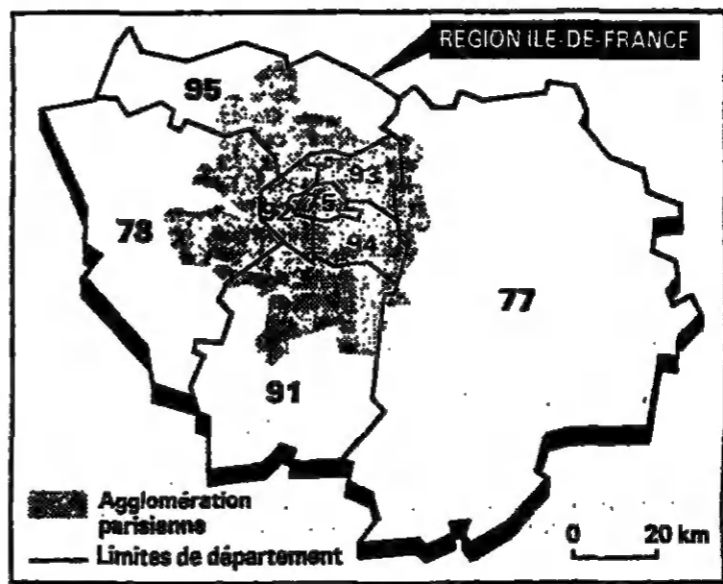 REGION ILE-DE-FRANCE
95
93
75
92
78
94
77
91
Agglomération
parisienne
0 20 km
Limites de département